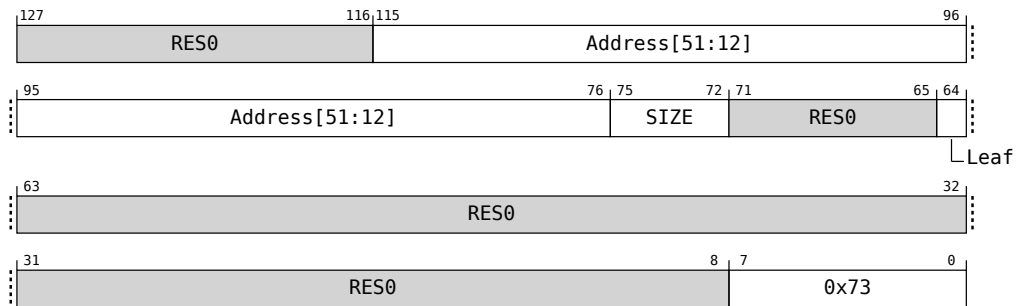 127 116 115 96
RES0 Address[51:12]
95 76 75 72 71 65 64
Address[51:12] SIZE RES0
Leaf
63 32
RES0
31 8 7 0
RES0 0x73